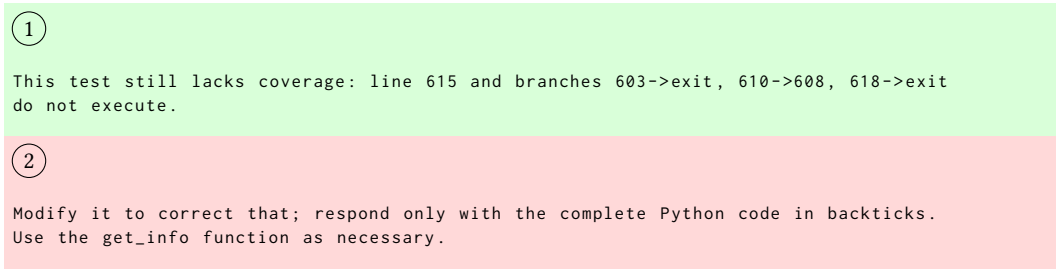 1
This test still lacks coverage: line 615 and branches 603->exit, 610->608, 618->exit
do not execute.
2
Modify it to correct that; respond only with the complete Python code in backticks.
Use the get_info function as necessary.